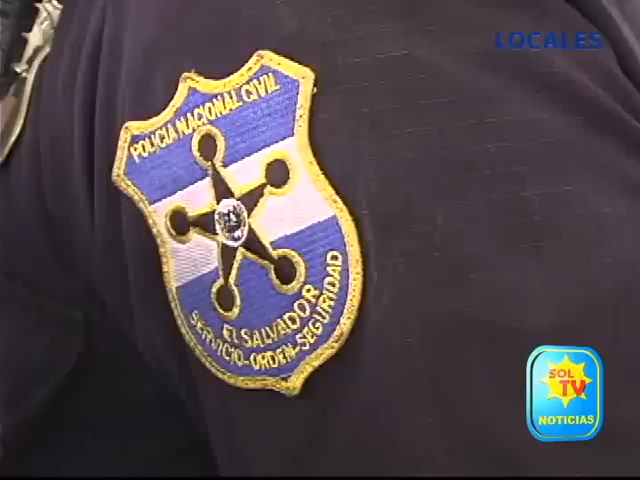 LOCALES
POLICIA NACIONAL CIVIL
EL SALVADOR
SERVICIO-ORDEN-SEGURIDAD
SOL
TV
NOTICIAS